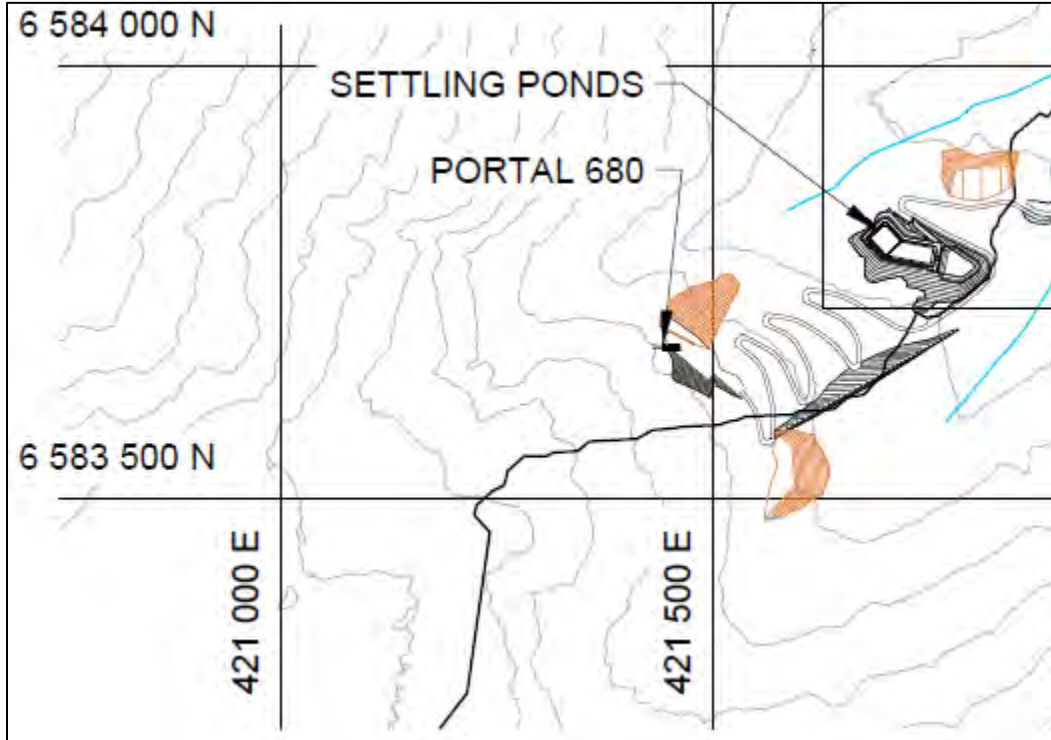 6 584 000 N
SETTLING PONDS
PORTAL 680
6 583 500 N
421 000 E
421 500 E